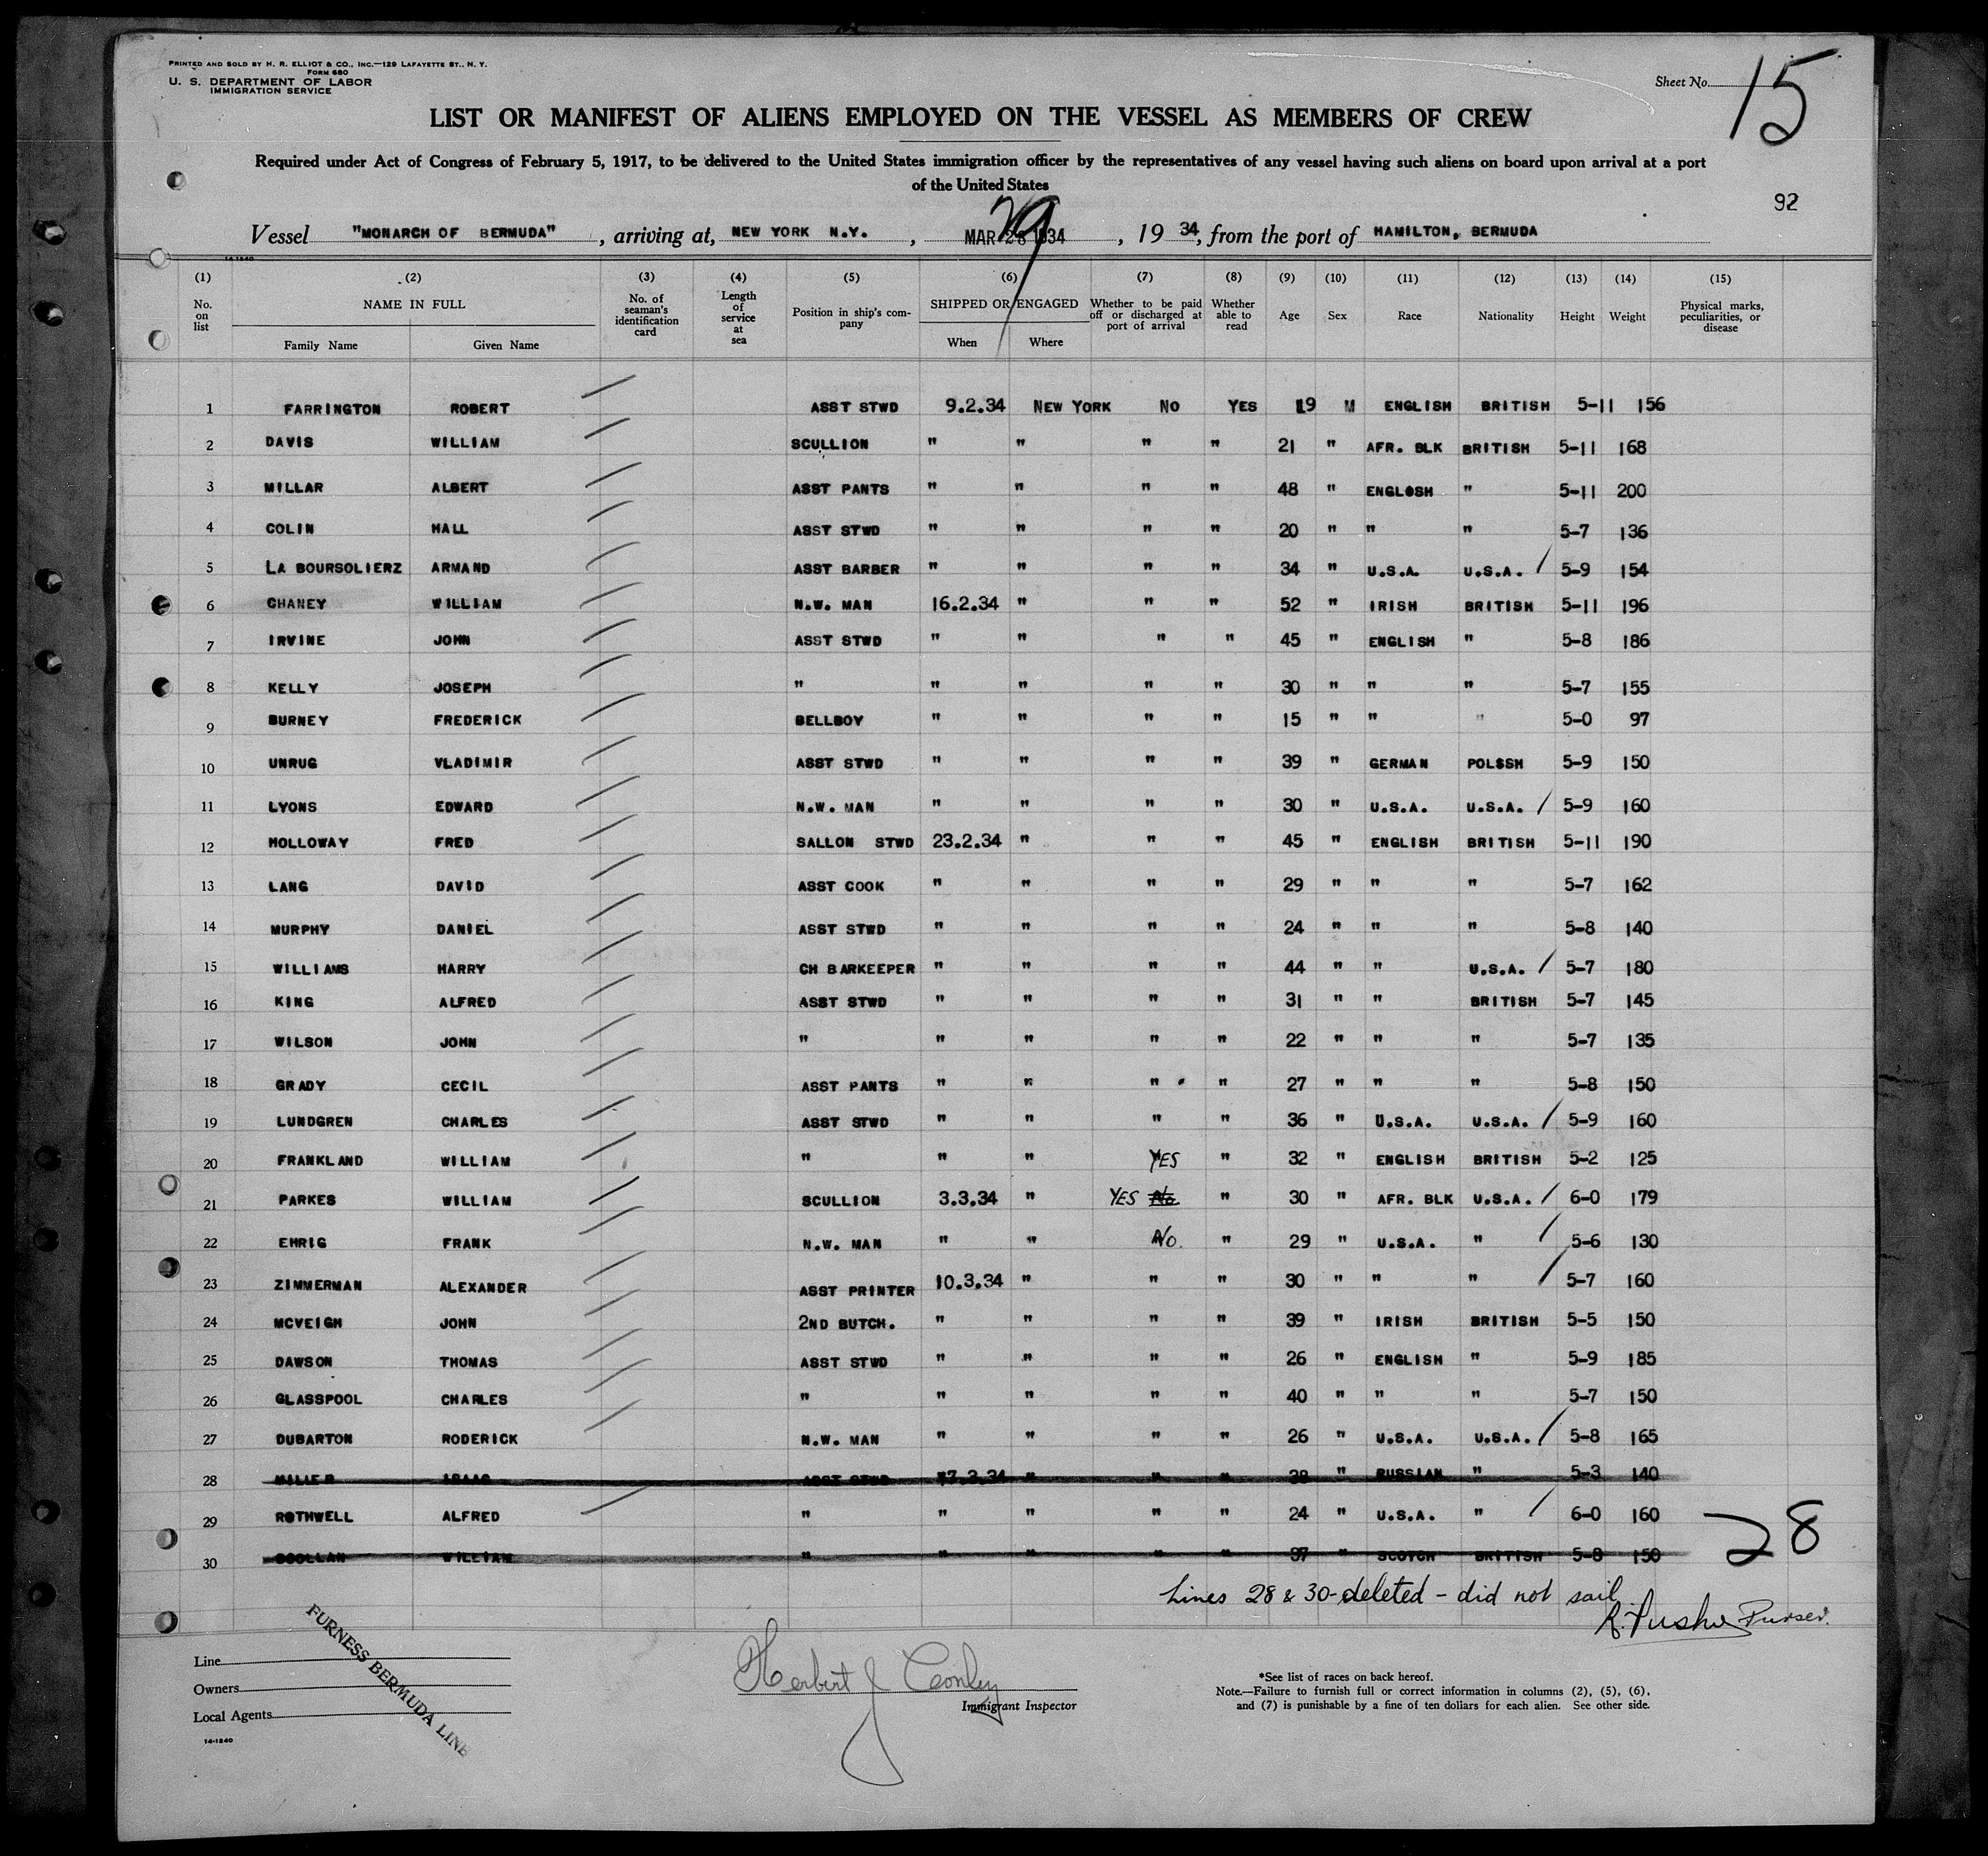 PRINTED AND SOLD BY H. R. ELLIOT & CO., INC.—129 LAFAYETTE ST., N. Y.
FORM 680
U. S. DEPARTMENT OF LABOR
IMMIGRATION SERVICE
Sheet No. 15
LIST OR MANIFEST OF ALIENS EMPLOYED ON THE VESSEL AS MEMBERS OF CREW
Required under Act of Congress of February 5, 1917, to be delivered to the United States immigration officer by the representatives of any vessel having such aliens on board upon arrival at a port
of the United States
92
29
Vessel "MONARCH OF BERMUDA", arriving at, NEW YORK N.Y., MAR 28 1934, 19 34, from the port of HAMILTON, BERMUDA
14-1240
(1) (2) (3) (4) (5) (6) (7) (8) (9) (10) (11) (12) (13) (14) (15)
No. on list NAME IN FULL Family Name Given Name No. of seaman's identification card Length of service at sea Position in ship's company SHIPPED OR ENGAGED When Where Whether to be paid off or discharged at port of arrival Whether able to read Age Sex Race Nationality Height Weight Physical marks, peculiarities, or disease
1 FARRINGTON ROBERT ASST STWD 9.2.34 NEW YORK NO YES 19 M ENGLISH BRITISH 5-11 156
2 DAVIS WILLIAM SCULLION " " " " 21 " AFR. BLK BRITISH 5-11 168
3 MILLAR ALBERT ASST PANTS " " " " 48 " ENGLOSH " 5-11 200
4 COLIN HALL ASST STWD " " " " 20 " " " 5-7 136
5 LA BOURSOLIERZ ARMAND ASST BARBER " " " " 34 " U.S.A. U.S.A. / 5-9 154
6 CHANEY WILLIAM N.W. MAN 16.2.34 " " " 52 " IRISH BRITISH 5-11 196
7 IRVINE JOHN ASST STWD " " " " 45 " ENGLISH " 5-8 186
8 KELLY JOSEPH " " " " " 30 " " " 5-7 155
9 BURNEY FREDERICK BELLBOY " " " " 15 " " " 5-0 97
10 UNRUG VLADIMIR ASST STWD " " " " 39 " GERMAN POLSSH 5-9 150
11 LYONS EDWARD N.W. MAN " " " " 30 " U.S.A. U.S.A. / 5-9 160
12 HOLLOWAY FRED SALLON STWD 23.2.34 " " " 45 " ENGLISH BRITISH 5-11 190
13 LANG DAVID ASST COOK " " " " 29 " " " 5-7 162
14 MURPHY DANIEL ASST STWD " " " " 24 " " " 5-8 140
15 WILLIAMS HARRY CH BARKEEPER " " " " 44 " " U.S.A. / 5-7 180
16 KING ALFRED ASST STWD " " " " 31 " " BRITISH 5-7 145
17 WILSON JOHN " " " " " 22 " " " 5-7 135
18 GRADY CECIL ASST PANTS " " " " 27 " " " 5-8 150
19 LUNDGREN CHARLES ASST STWD " " " " 36 " U.S.A. U.S.A. / 5-9 160
20 FRANKLAND WILLIAM " " " YES " 32 " ENGLISH BRITISH 5-2 125
21 PARKES WILLIAM SCULLION 3.3.34 " YES No " 30 " AFR. BLK U.S.A. / 6-0 179
22 EHRIG FRANK N.W. MAN " " No. " 29 " U.S.A. " / 5-6 130
23 ZIMMERMAN ALEXANDER ASST PRINTER 10.3.34 " " " 30 " " " / 5-7 160
24 MCVEIGH JOHN 2ND BUTCH. " " " " 39 " IRISH BRITISH 5-5 150
25 DAWSON THOMAS ASST STWD " " " " 26 " ENGLISH " 5-9 185
26 GLASSPOOL CHARLES " " " " " 40 " " " 5-7 150
27 DUBARTON RODERICK N.W. MAN " " " " 26 " U.S.A. U.S.A. / 5-8 165
28 MILLER ISAAC ASST STWD 17.3.34 " " " 38 " RUSSIAN " 5-3 140
29 ROTHWELL ALFRED " " " " " 24 " U.S.A. " / 6-0 160
30 SCOLLAN WILLIAM " " " " " 37 " SCOTCH BRITISH 5-8 150
28
Lines 28 & 30 deleted - did not sail
Purser.
Line
Owners
Local Agents
FURNESS BERMUDA LINE
14-1240
Herbert J Conley
Immigrant Inspector
*See list of races on back hereof.
Note.—Failure to furnish full or correct information in columns (2), (5), (6),
and (7) is punishable by a fine of ten dollars for each alien. See other side.